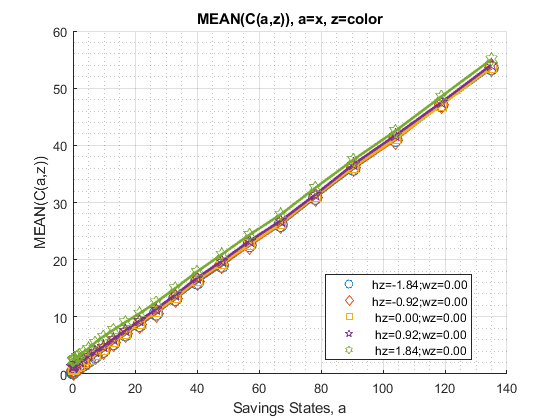 MEAN(C(a,z)), a=x, z=color
60
50
40
30
20
10
0
MEAN(C(a,z))
hz=-1.84;wz=0.00
hz=-0.92;wz=0.00
hz=0.00;wz=0.00
hz=0.92;wz=0.00
hz=1.84;wz=0.00
0 20 40 60 80 100 120 140
Savings States, a